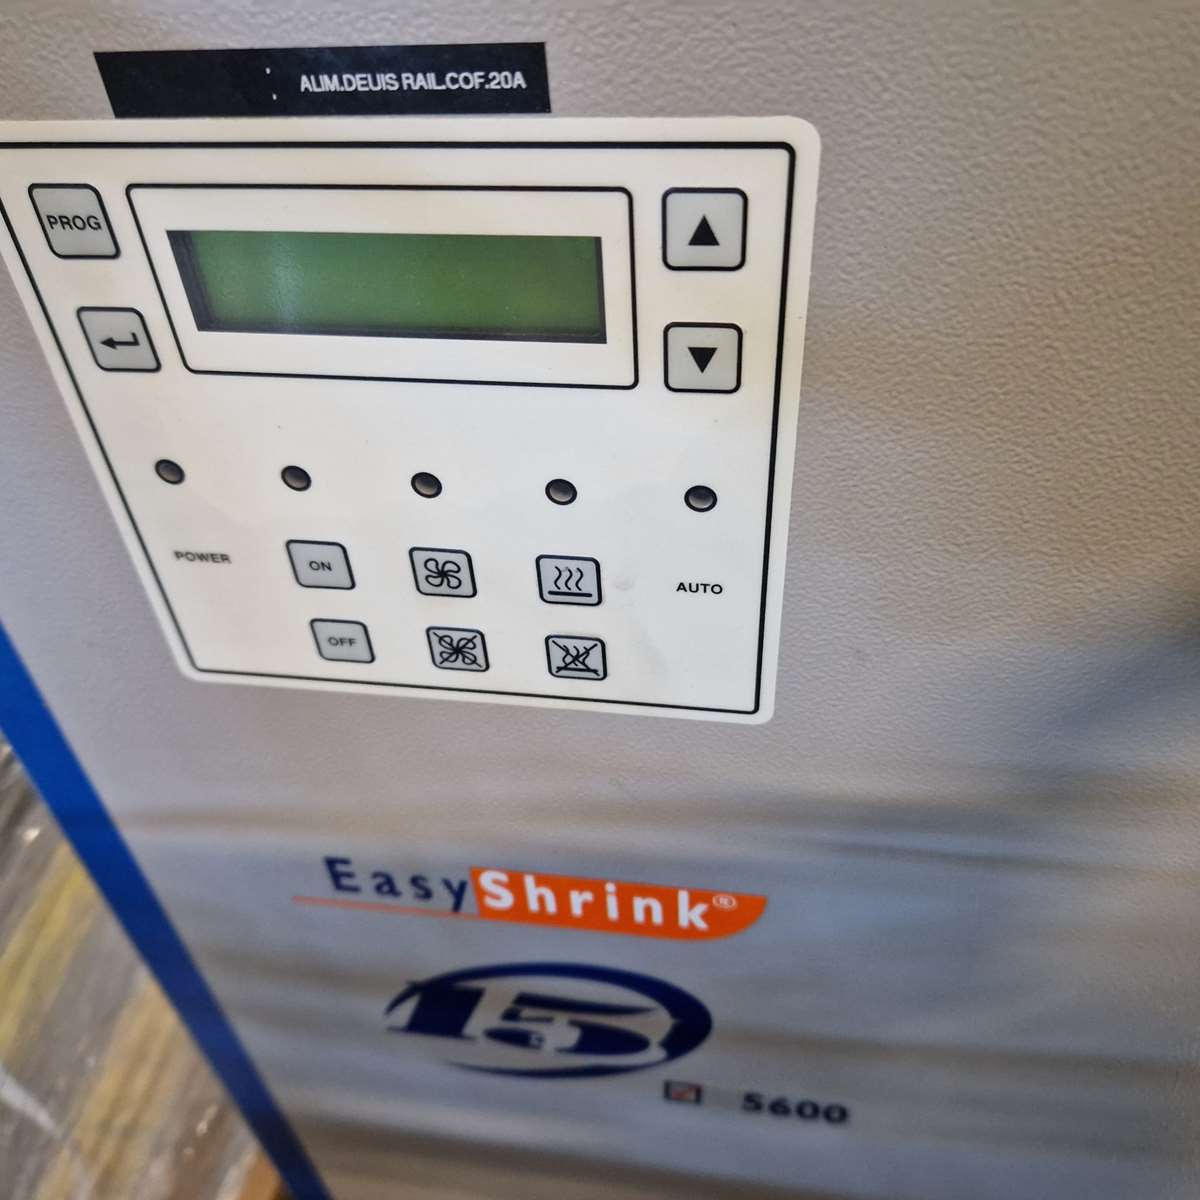 ALIM.DEUIS RAIL.COF.20A
PROG
POWER
ON
OFF
AUTO
EasyShrink®
15
5600